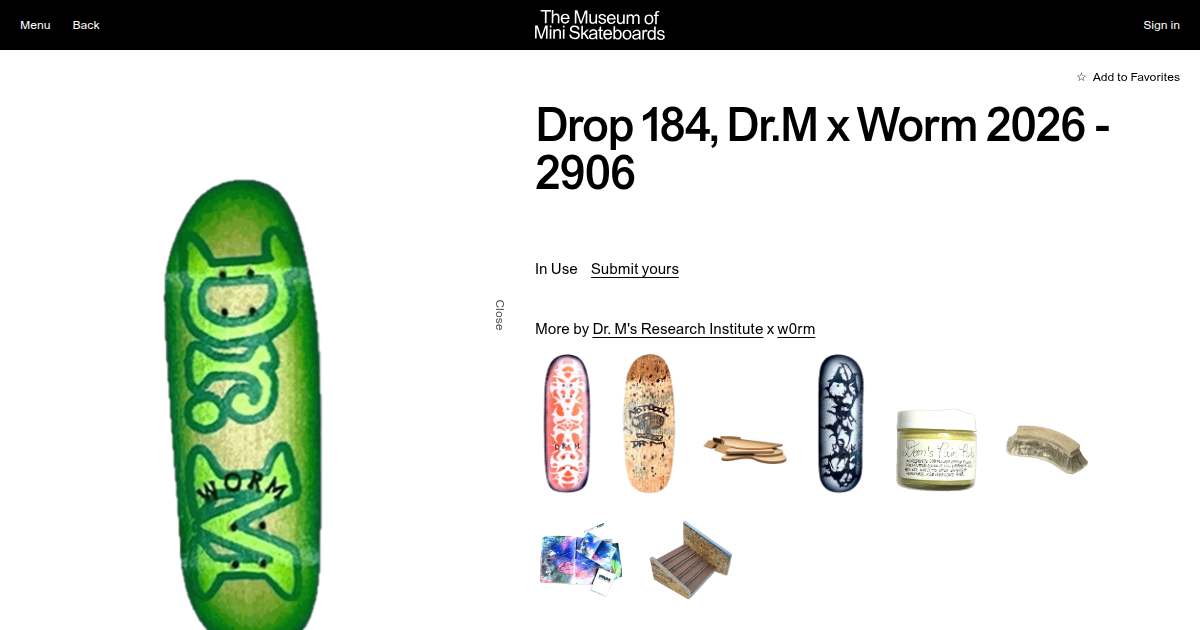 Menu
Back
The Museum of
Mini Skateboards
Sign in
☆ Add to Favorites
Drop 184, Dr.M x Worm 2026 -
2906
Dr.
WORM
M
In Use Submit yours
Close
More by Dr. M's Research Institute x w0rm
DR.M